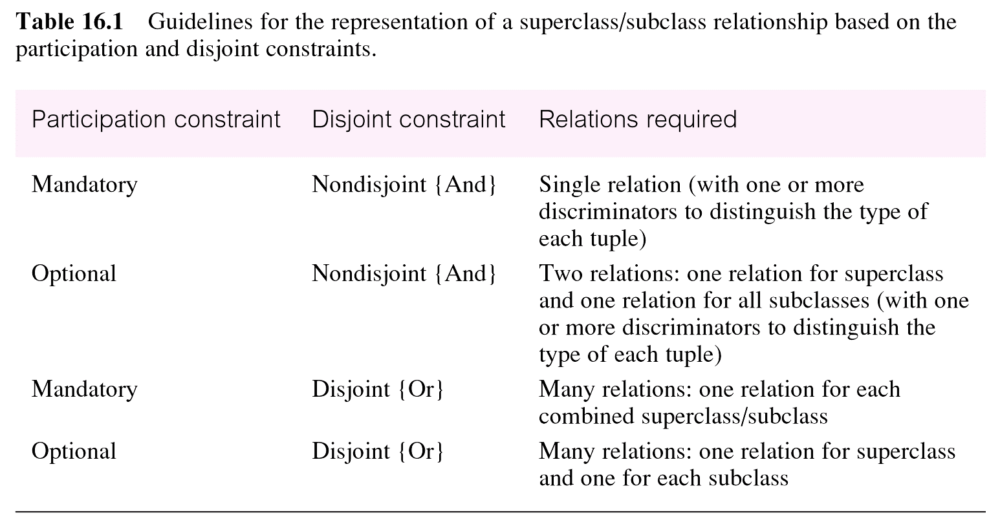 Table 16.1 Guidelines for the representation of a superclass/subclass relationship based on the
participation and disjoint constraints.
Participation constraint Disjoint constraint Relations required
Mandatory Nondisjoint {And} Single relation (with one or more
discriminators to distinguish the type of
each tuple)
Optional Nondisjoint {And} Two relations: one relation for superclass
and one relation for all subclasses (with one
or more discriminators to distinguish the
type of each tuple)
Mandatory Disjoint {Or} Many relations: one relation for each
combined superclass/subclass
Optional Disjoint {Or} Many relations: one relation for superclass
and one for each subclass